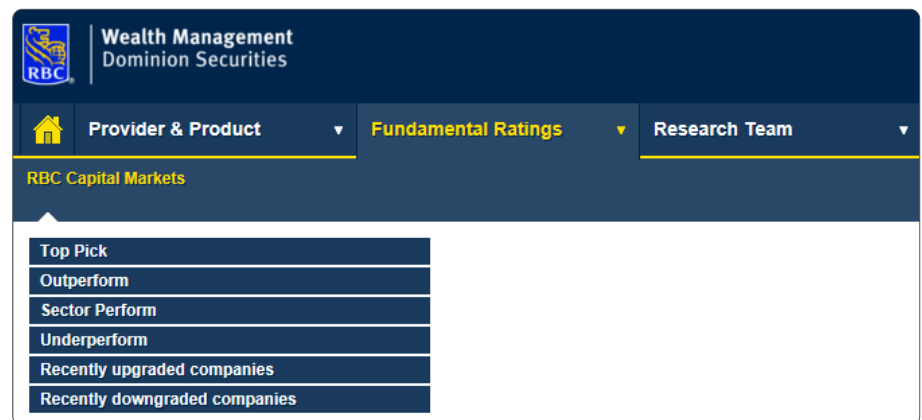 RBC
Wealth Management
Dominion Securities
Provider & Product
Fundamental Ratings
Research Team
RBC Capital Markets
Top Pick
Outperform
Sector Perform
Underperform
Recently upgraded companies
Recently downgraded companies